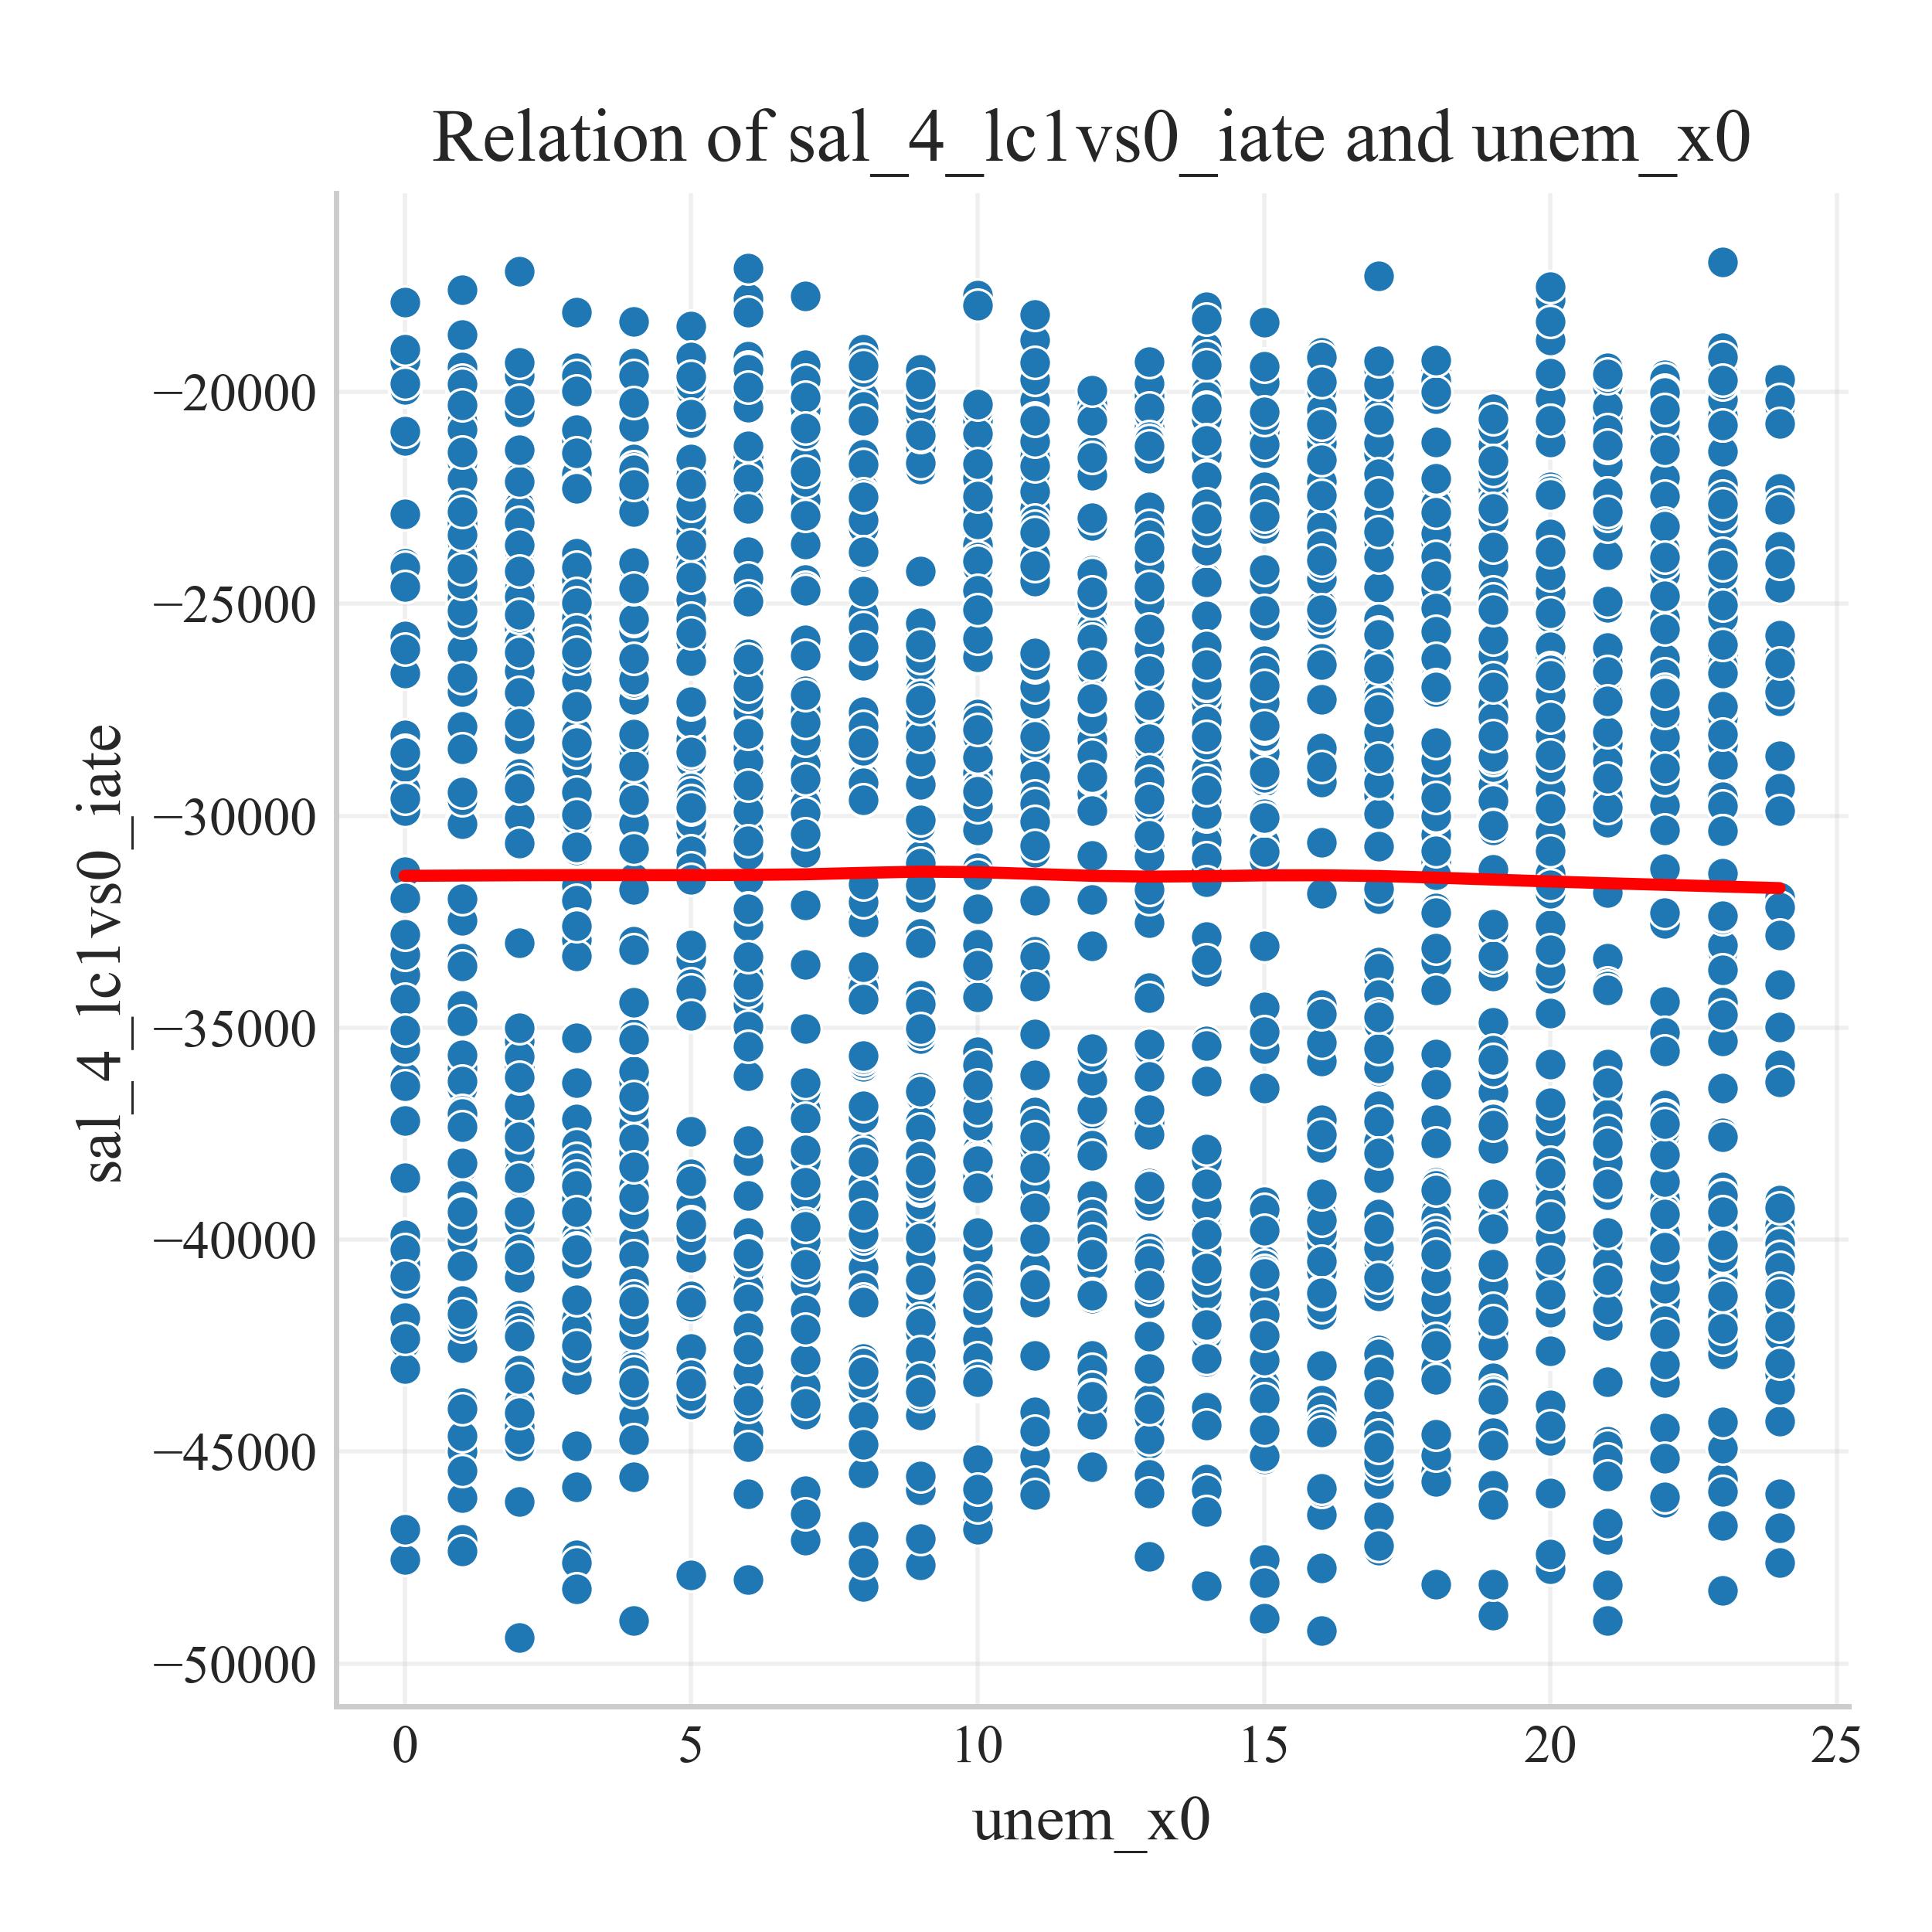 Relation of sal_4_lc1vs0_iate and unem_x0
sal_4_lc1vs0_iate
−20000
−25000
−30000
−35000
−40000
−45000
−50000
0 5 10 15 20 25
unem_x0